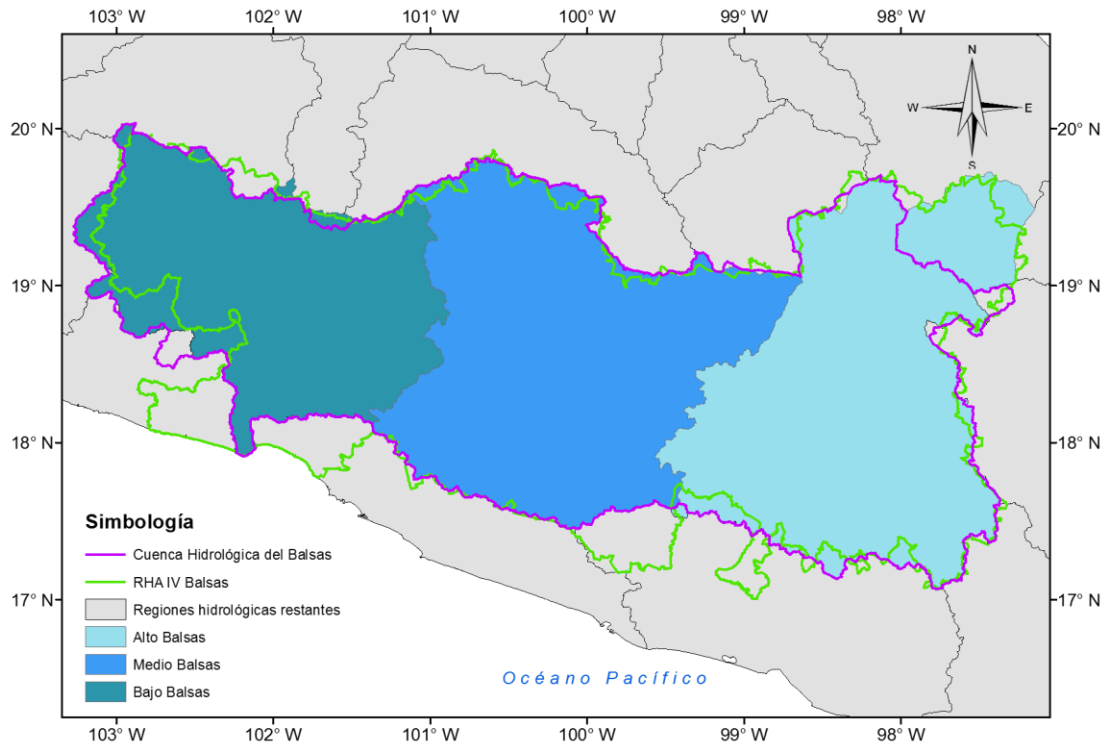 103° W 102° W 101° W 100° W 99° W 98° W
N
W E
S
20° N 20° N
19° N 19° N
18° N 18° N
17° N 17° N
Simbología
Cuenca Hidrológica del Balsas
RHA IV Balsas
Regiones hidrológicas restantes
Alto Balsas
Medio Balsas
Bajo Balsas
Océano Pacífico
103° W 102° W 101° W 100° W 99° W 98° W